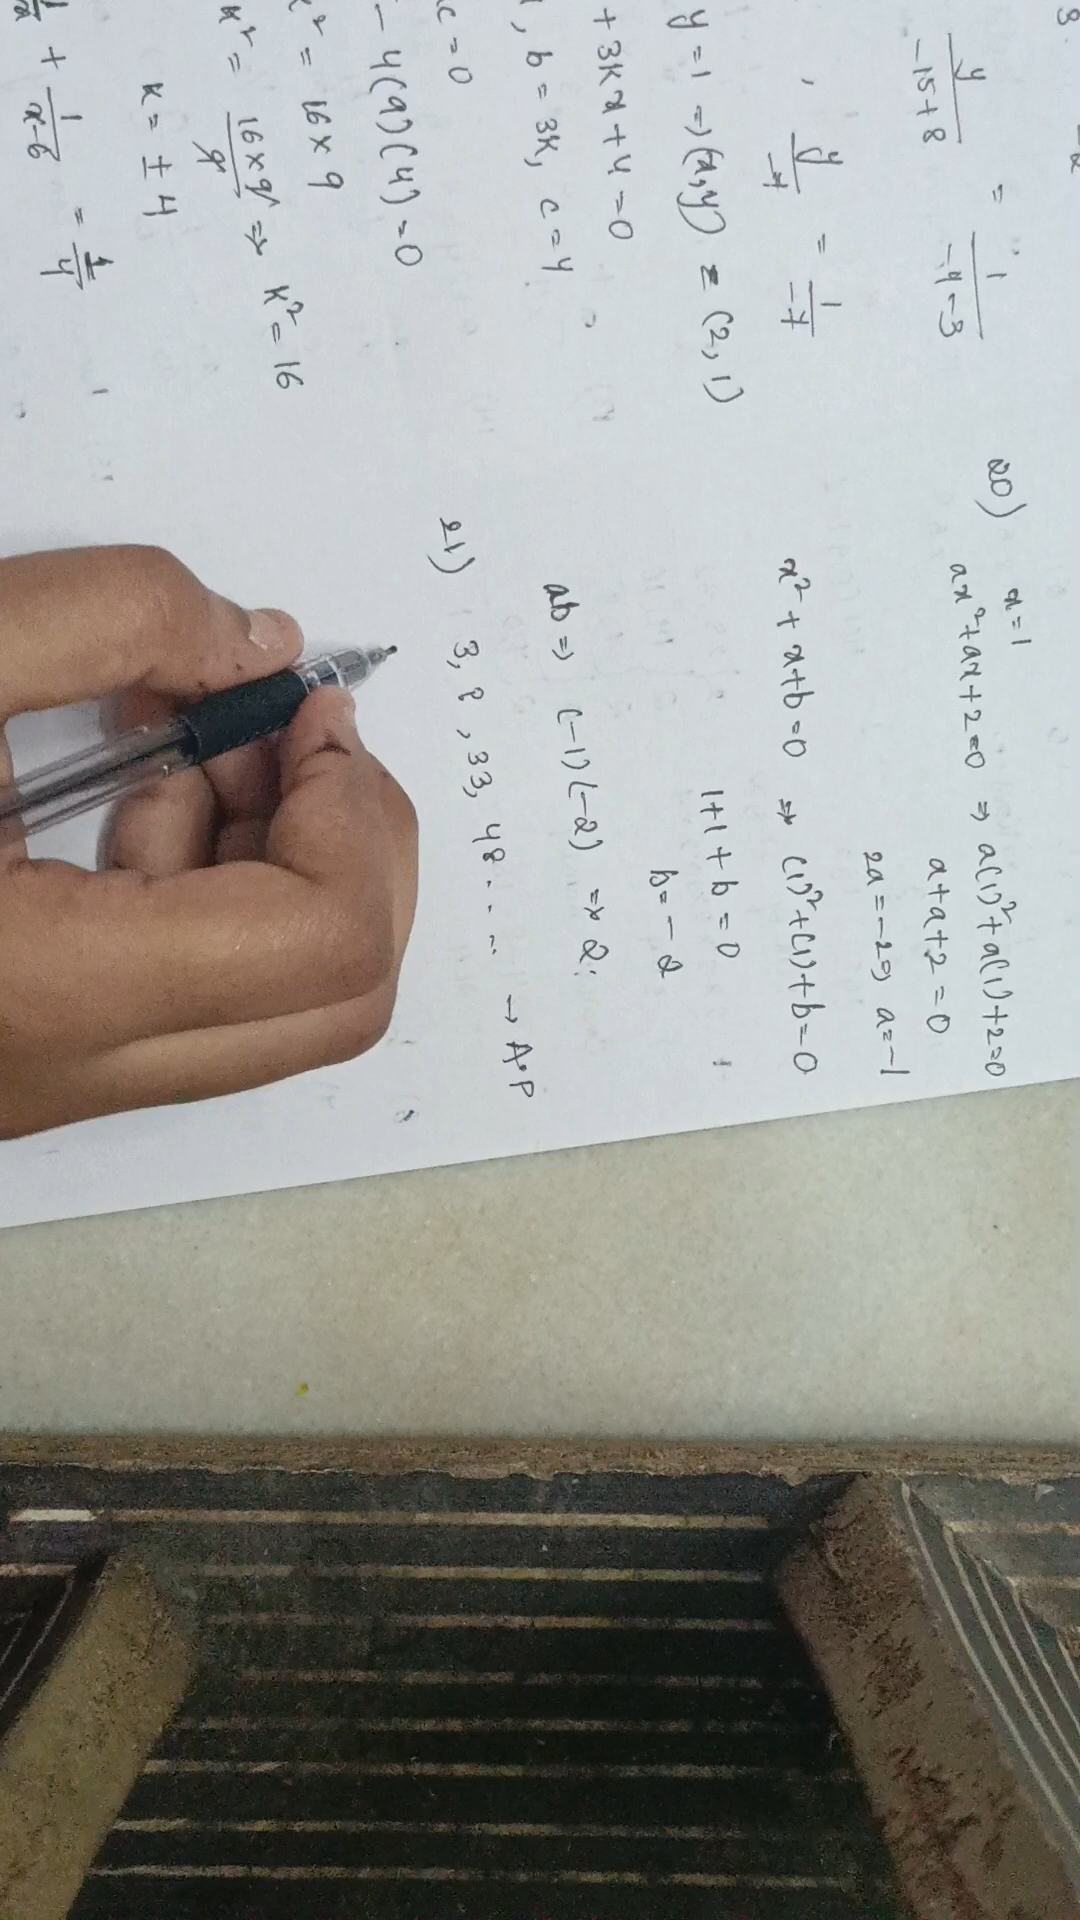 y/(-15+8) = 1/(-4-3)
, y/-7 = 1/-7
y=1 ⇒ (x,y) = (2,1)
+3kx+4=0
, b=3k, c=4
c=0
- 4(9)(4)=0
= 16×9
k² = 16×9/9 ⇒ k²=16
k=±4
+ 1/(x-6) = 1/4
20) x=1
ax²+ax+2=0 ⇒ a(1)²+a(1)+2=0
a+a+2=0
2a=-2⇒ a=-1
x²+x+b=0 ⇒ (1)²+(1)+b=0
1+1+b=0
b=-2
ab ⇒ (-1)(-2) ⇒ 2
21) 3, 8, 33, 48.... → A.P